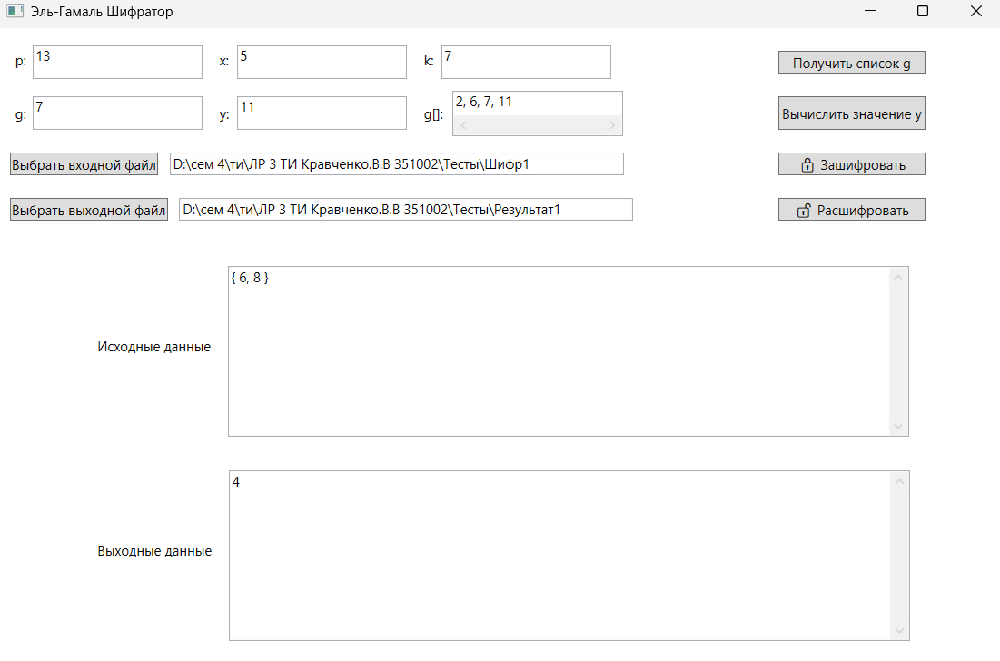 Эль-Гамаль Шифратор
p: 13 x: 5 k: 7 Получить список g
g: 7 y: 11 g[]: 2, 6, 7, 11 Вычислить значение y
Выбрать входной файл D:\сем 4\ти\ЛР 3 ТИ Кравченко.В.В 351002\Тесты\Шифр1 Зашифровать
Выбрать выходной файл D:\сем 4\ти\ЛР 3 ТИ Кравченко.В.В 351002\Тесты\Результат1 Расшифровать
{ 6, 8 }
Исходные данные
4
Выходные данные